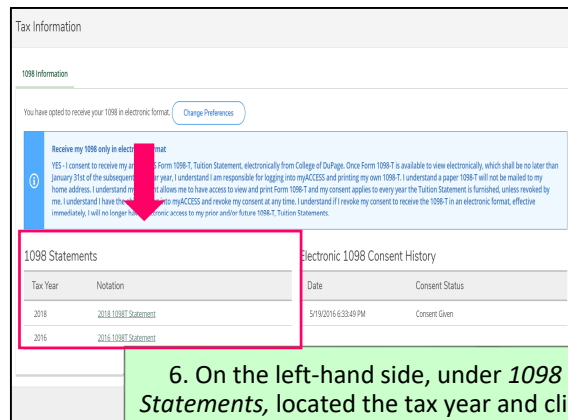 Tax Information
1098 Information
You have opted to receive your 1098 in electronic format. Change Preferences
Receive my 1098 only in electronic format
YES - I consent to receive my an S Form 1098-T, Tuition Statement, electronically from College of DuPage. Once Form 1098-T is available to view electronically, which shall be no later than
January 31st of the subsequent ar year, I understand I am responsible for logging into myACCESS and printing my own 1098-T. I understand a paper 1098-T will not be mailed to my
home address. I understand m nt allows me to have access to view and print Form 1098-T and my consent applies to every year the Tuition Statement is furnished, unless revoked by
me. I understand I have the into myACCESS and revoke my consent at any time. I understand if I revoke my consent to receive the 1098-T in an electronic format, effective
immediately, I will no longer ha ronic access to my prior and/or future 1098-T, Tuition Statements.
1098 Statements Electronic 1098 Consent History
Tax Year Notation Date Consent Status
2018 2018 1098T Statement 5/19/2016 6:33:49 PM Consent Given
2016 2016 1098T Statement
6. On the left-hand side, under 1098
Statements, located the tax year and cli